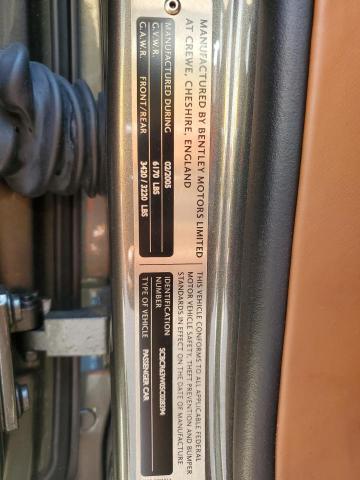 MANUFACTURED BY BENTLEY MOTORS LIMITED
AT CREWE, CHESHIRE, ENGLAND
MANUFACTURED DURING 02/2005
G.V.W.R. 6170 LBS
G.A.W.R. FRONT/REAR 3420 / 3220 LBS
THIS VEHICLE CONFORMS TO ALL APPLICABLE FEDERAL
MOTOR VEHICLE SAFETY, THEFT PREVENTION AND BUMPER
STANDARDS IN EFFECT ON THE DATE OF MANUFACTURE
IDENTIFICATION
NUMBER
TYPE OF VEHICLE PASSENGER CAR